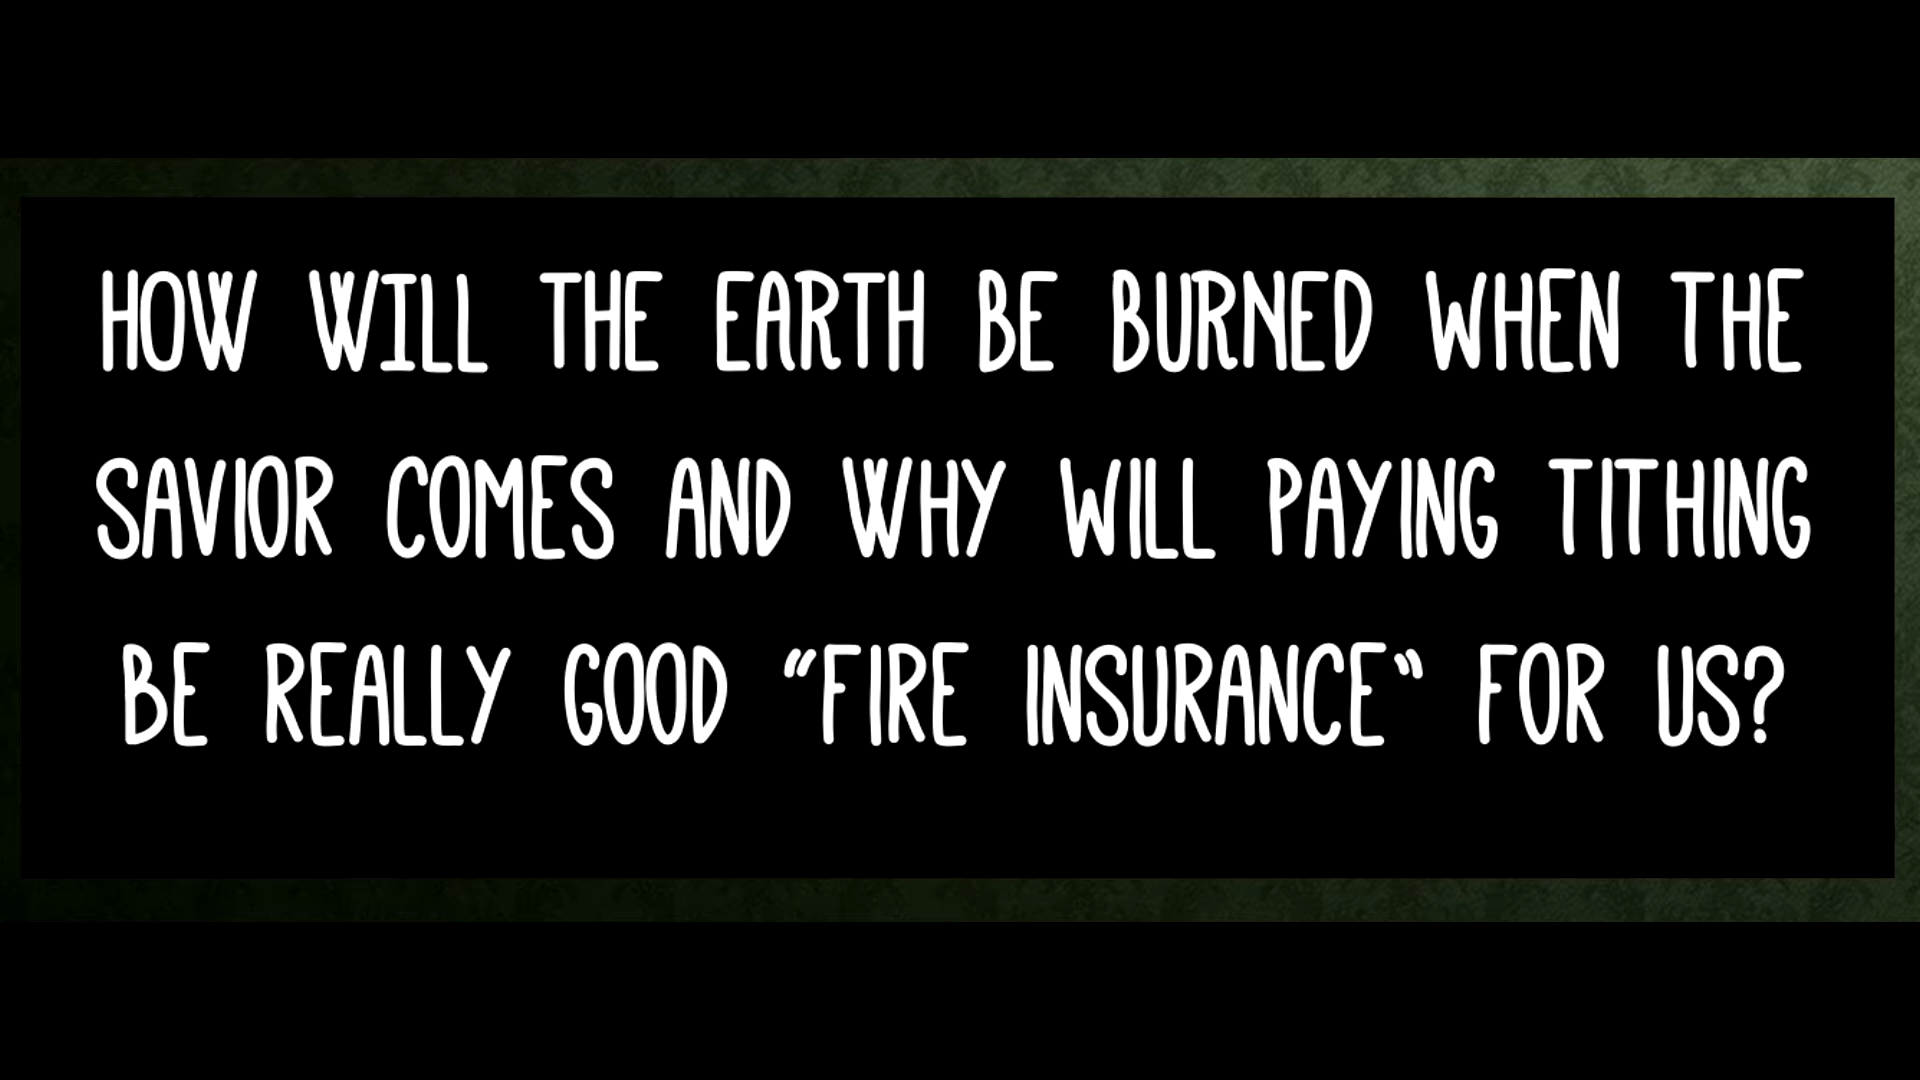 HOW WILL THE EARTH BE BURNED WHEN THE
SAVIOR COMES AND WHY WILL PAYING TITHING
BE REALLY GOOD “FIRE INSURANCE” FOR US?